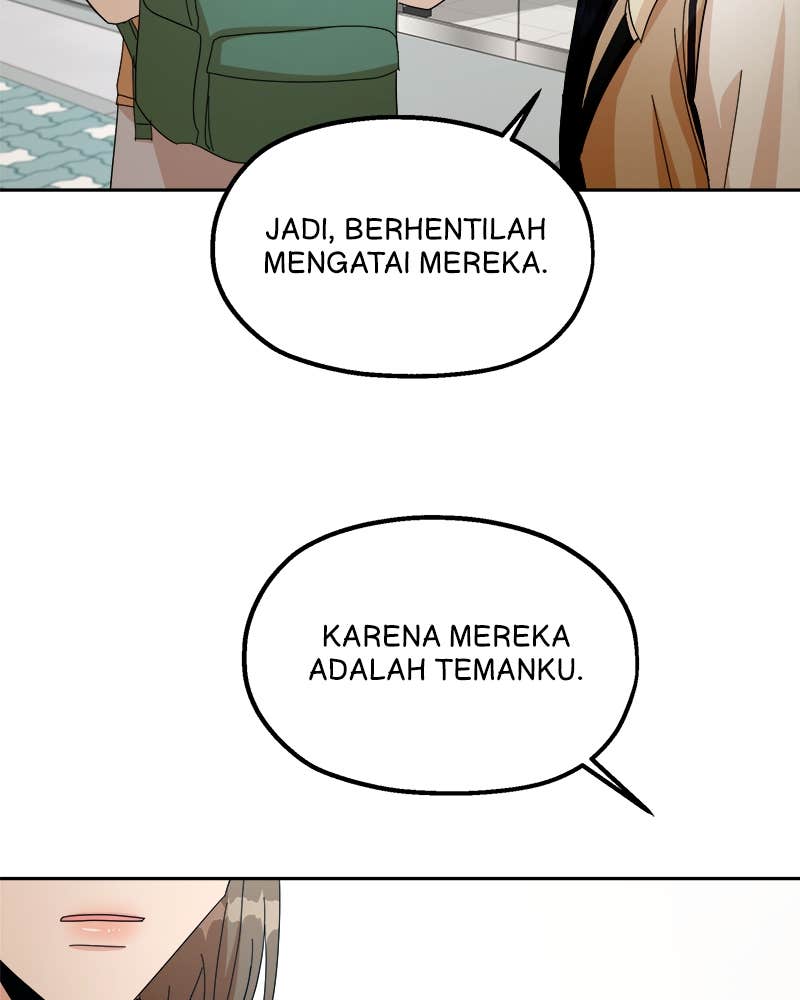 JADI, BERHENTILAH
MENGATAI MEREKA.
KARENA MEREKA
ADALAH TEMANKU.